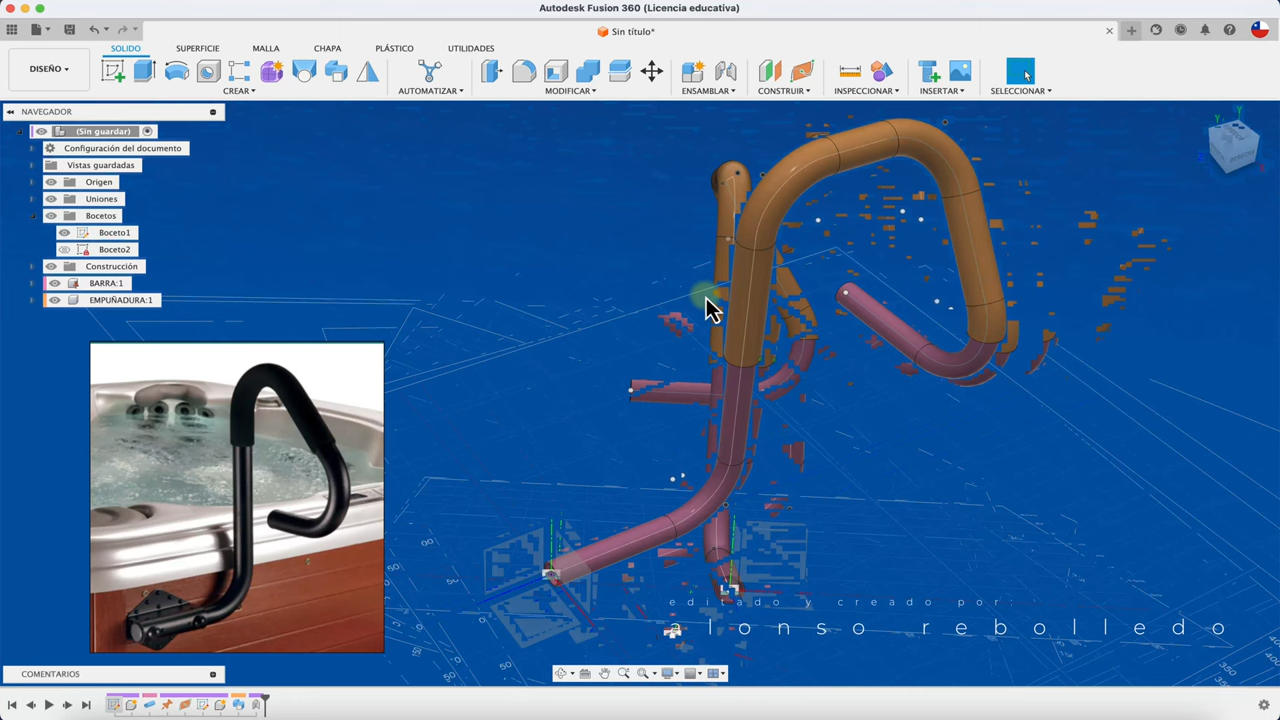 Autodesk Fusion 360 (Licencia educativa)
Sin título*
DISEÑO
SOLIDO
SUPERFICIE
MALLA
CHAPA
PLÁSTICO
UTILIDADES
CREAR
AUTOMATIZAR
MODIFICAR
ENSAMBLAR
CONSTRUIR
INSPECCIONAR
INSERTAR
SELECCIONAR
NAVEGADOR
(Sin guardar)
Configuración del documento
Vistas guardadas
Origen
Uniones
Bocetos
Boceto1
Boceto2
Construcción
BARRA:1
EMPUÑADURA:1
editado y creado por:
alonso rebolledo
COMENTARIOS